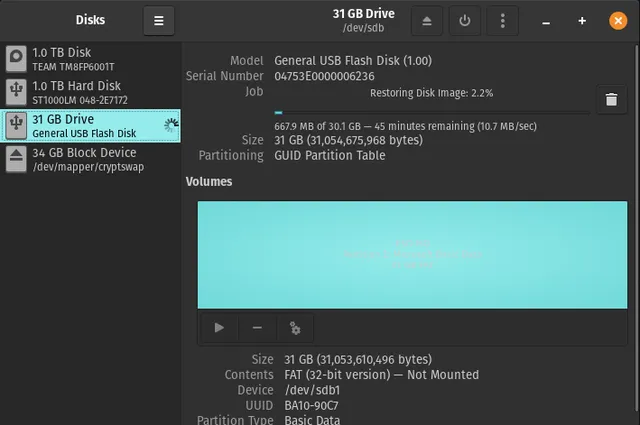 Disks
31 GB Drive
/dev/sdb
1.0 TB Disk
TEAM TM8FP6001T
1.0 TB Hard Disk
ST1000LM 048-2E7172
31 GB Drive
General USB Flash Disk
34 GB Block Device
/dev/mapper/cryptswap
Model General USB Flash Disk (1.00)
Serial Number 04753E0000006236
Job Restoring Disk Image: 2.2%
667.9 MB of 30.1 GB — 45 minutes remaining (10.7 MB/sec)
Size 31 GB (31,054,675,968 bytes)
Partitioning GUID Partition Table
Volumes
Size 31 GB (31,053,610,496 bytes)
Contents FAT (32-bit version) — Not Mounted
Device /dev/sdb1
UUID BA10-90C7
Partition Type Basic Data